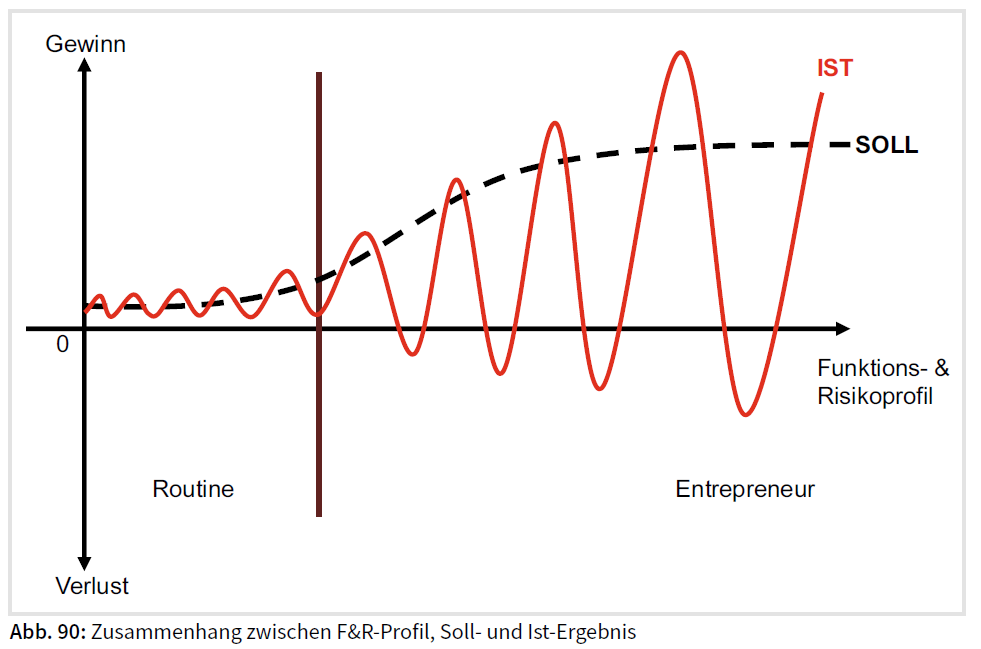 Gewinn
IST
SOLL
0
Funktions- &
Risikoprofil
Routine
Entrepreneur
Verlust
Abb. 90: Zusammenhang zwischen F&R-Profil, Soll- und Ist-Ergebnis